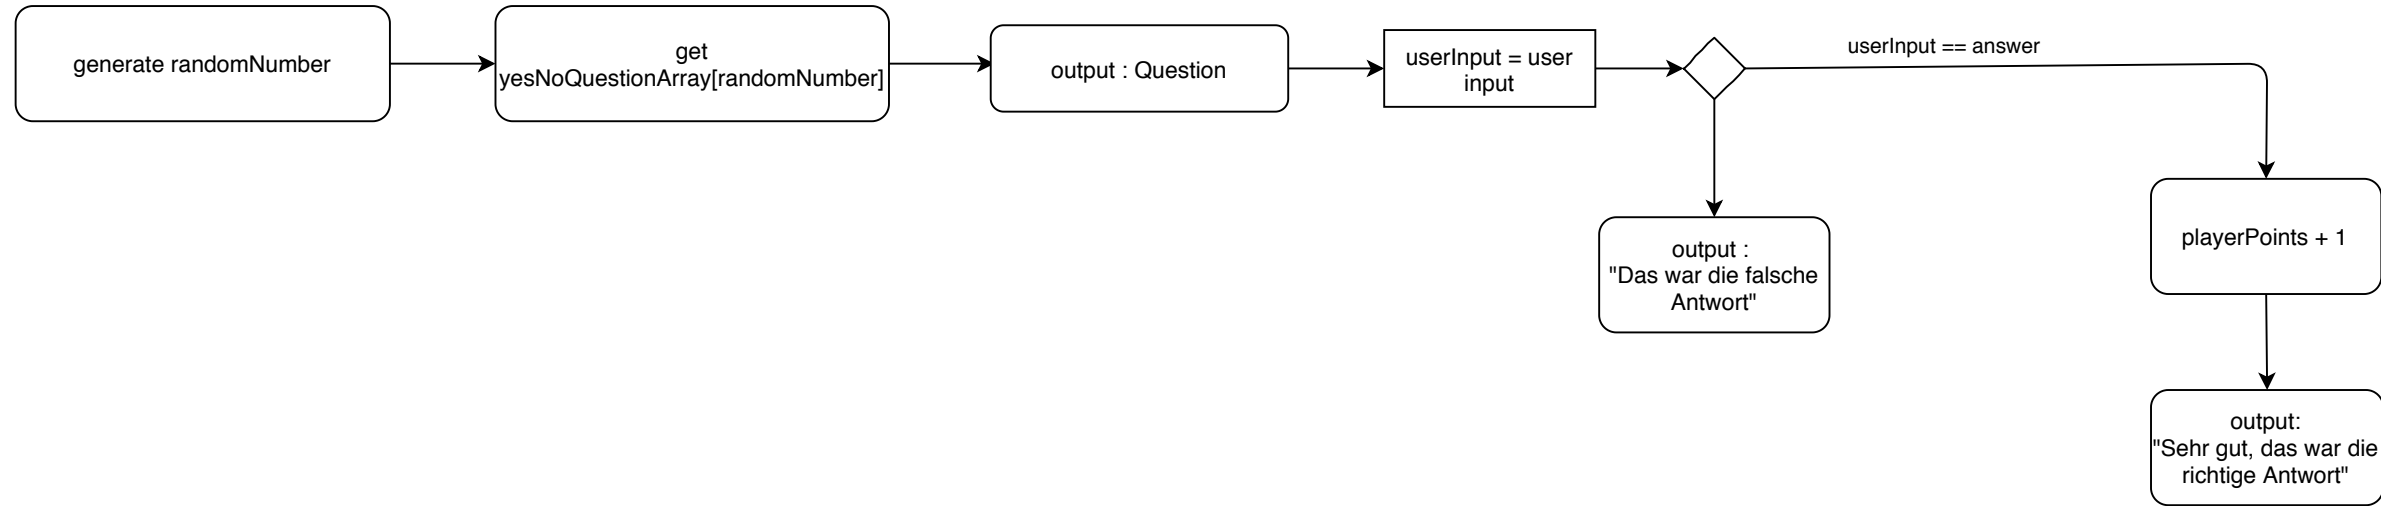 generate randomNumber
get
yesNoQuestionArray[randomNumber]
output : Question
userInput = user
input
userInput == answer
output :
"Das war die falsche
Antwort"
playerPoints + 1
output:
"Sehr gut, das war die
richtige Antwort"